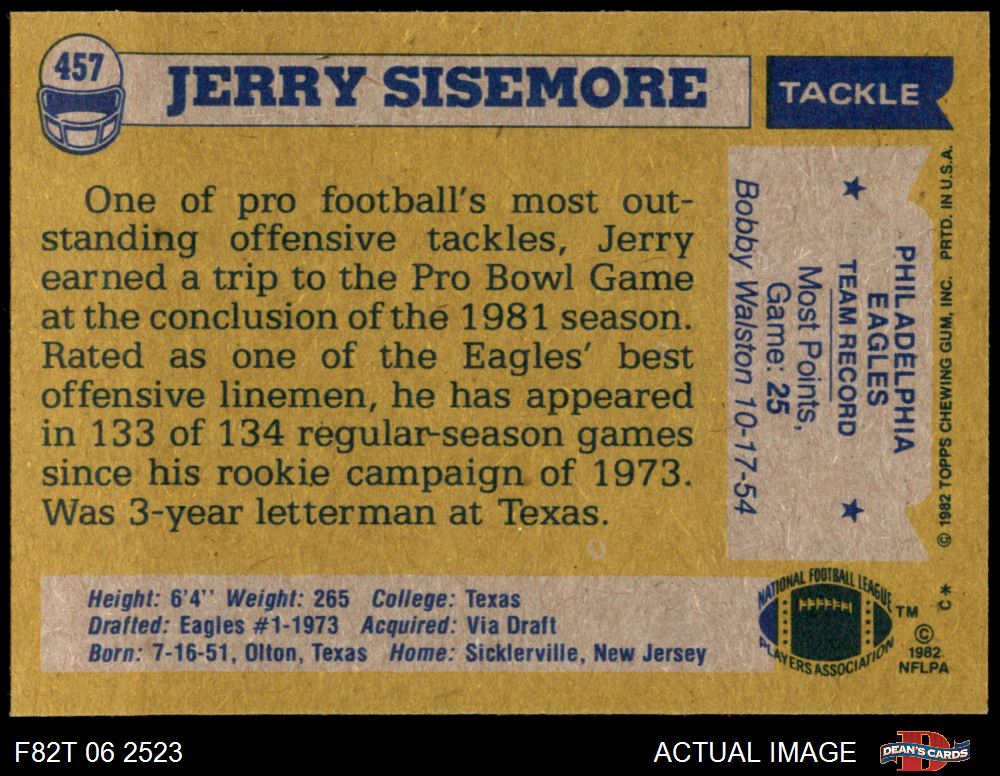 457
JERRY SISEMORE
TACKLE
One of pro football's most out-
standing offensive tackles, Jerry
earned a trip to the Pro Bowl Game
at the conclusion of the 1981 season.
Rated as one of the Eagles' best
offensive linemen, he has appeared
in 133 of 134 regular-season games
since his rookie campaign of 1973.
Was 3-year letterman at Texas.
PHILADELPHIA
EAGLES
★ TEAM RECORD ★
Most Points,
Game: 25
Bobby Walston 10-17-54
© 1982 TOPPS CHEWING GUM, INC. PRTD. IN U.S.A.
C *
Height: 6'4'' Weight: 265 College: Texas
Drafted: Eagles #1-1973 Acquired: Via Draft
Born: 7-16-51, Olton, Texas Home: Sicklerville, New Jersey
NATIONAL FOOTBALL LEAGUE
PLAYERS ASSOCIATION
TM
©
1982
NFLPA
F82T 06 2523
ACTUAL IMAGE
D
DEAN'S CARDS